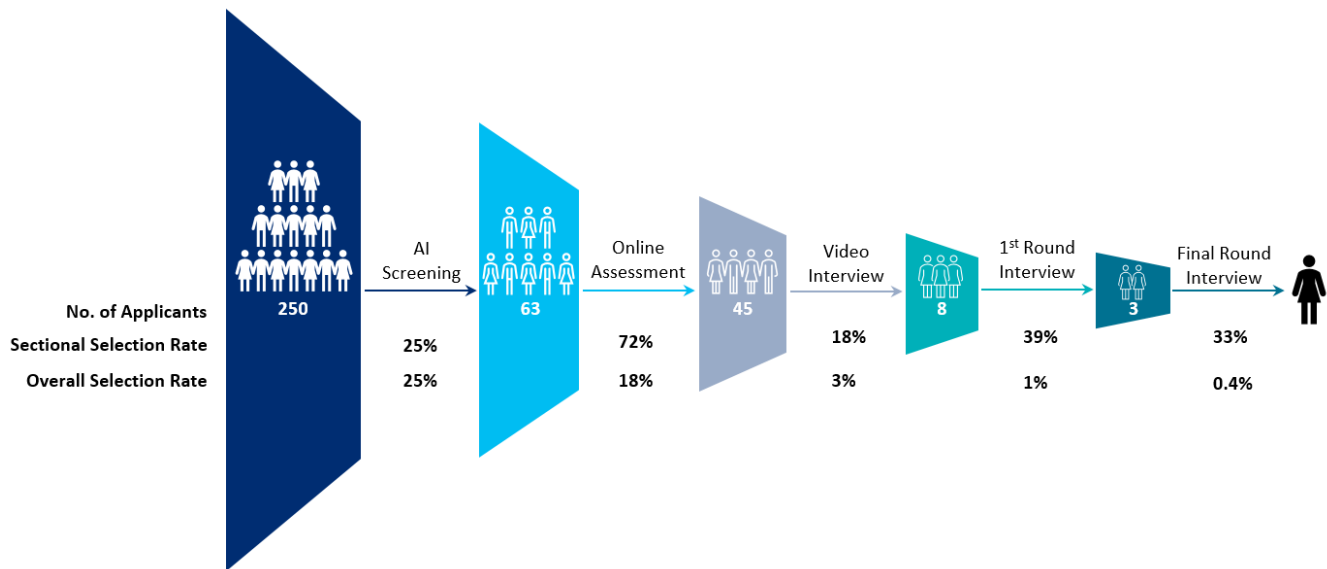 AI
Screening
Online
Assessment
Video
Interview
1st Round
Interview
Final Round
Interview
No. of Applicants 250 63 45 8 3
Sectional Selection Rate 25% 72% 18% 39% 33%
Overall Selection Rate 25% 18% 3% 1% 0.4%